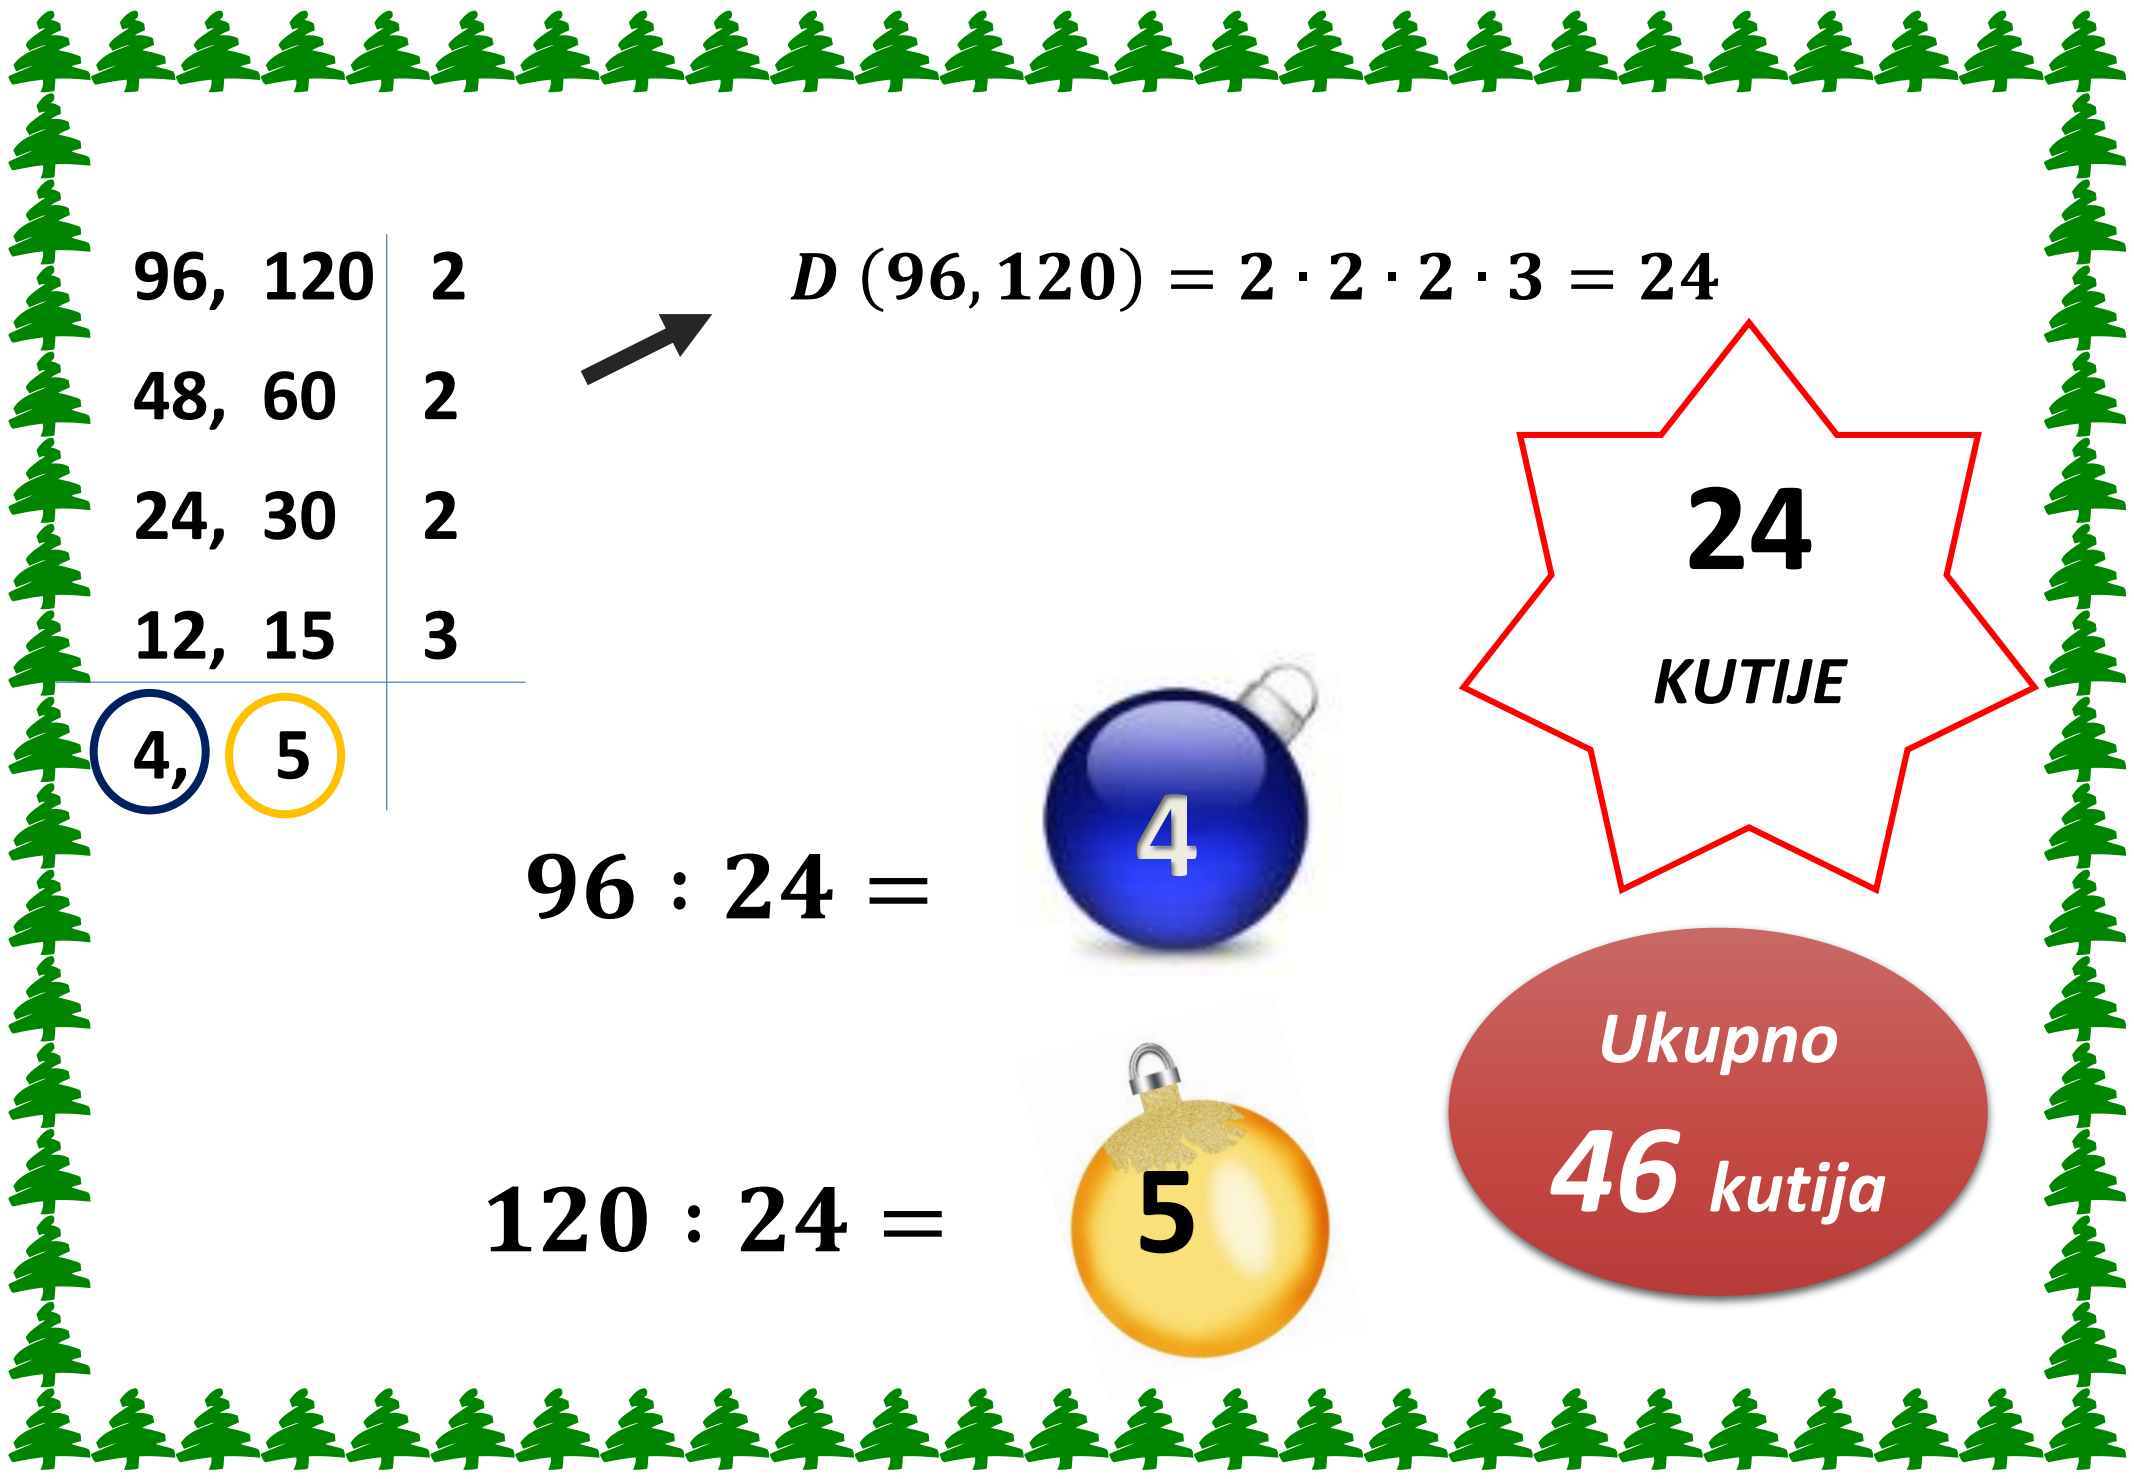 96, 120 2
48, 60 2
24, 30 2
12, 15 3
4, 5
D (96, 120) = 2 · 2 · 2 · 3 = 24
24
KUTIJE
96 : 24 =
4
120 : 24 =
5
Ukupno
46 kutija